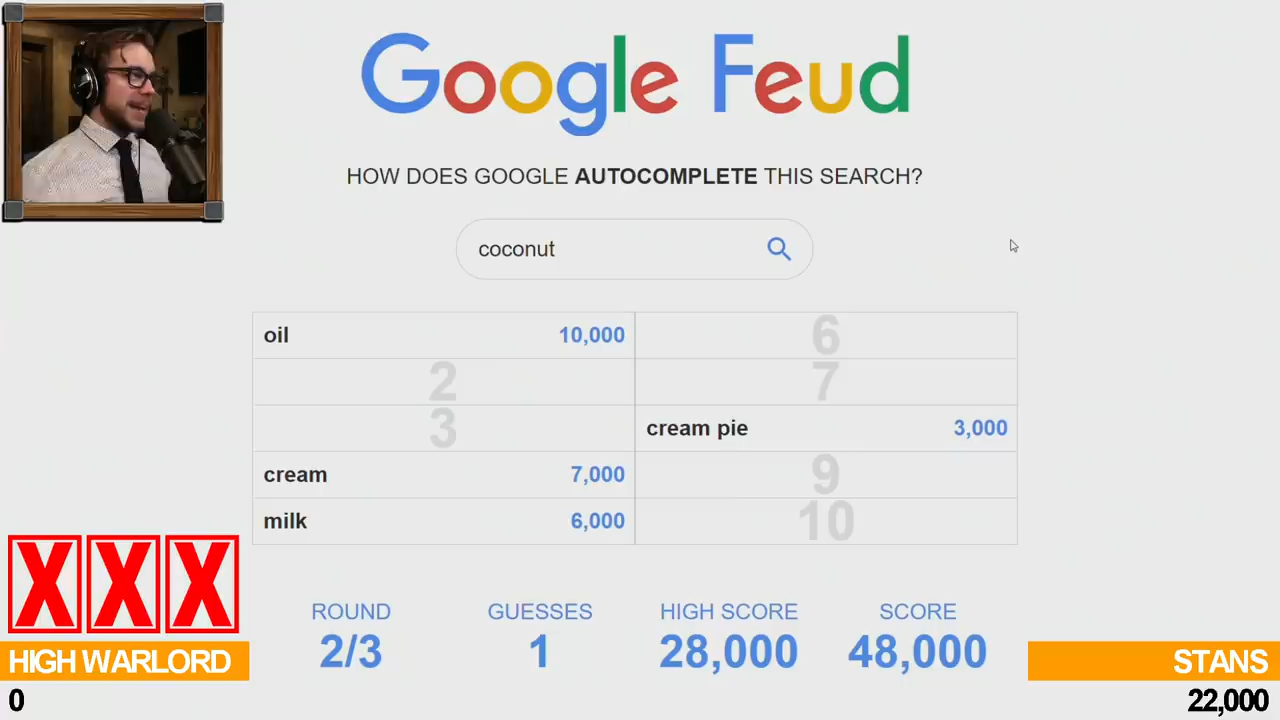 Google Feud
HOW DOES GOOGLE AUTOCOMPLETE THIS SEARCH?
coconut
oil 10,000 6
2 7
3 cream pie 3,000
cream 7,000 9
milk 6,000 10
XXX
ROUND GUESSES HIGH SCORE SCORE
2/3 1 28,000 48,000
HIGH WARLORD STANS
0 22,000